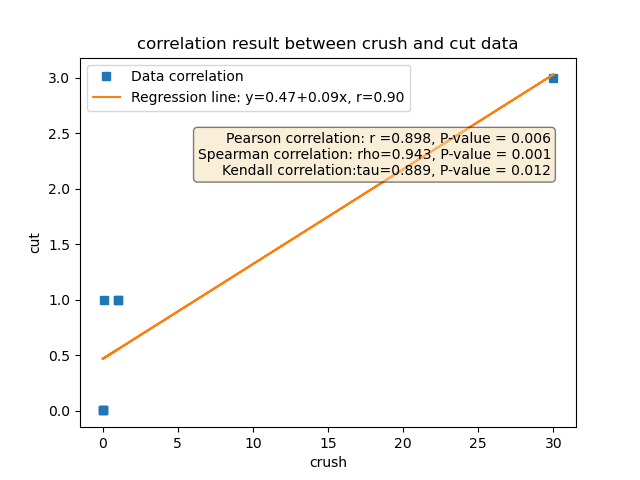 correlation result between crush and cut data
Data correlation
Regression line: y=0.47+0.09x, r=0.90
Pearson correlation: r =0.898, P-value = 0.006
Spearman correlation: rho=0.943, P-value = 0.001
Kendall correlation:tau=0.889, P-value = 0.012
3.0
2.5
2.0
1.5
1.0
0.5
0.0
cut
0 5 10 15 20 25 30
crush